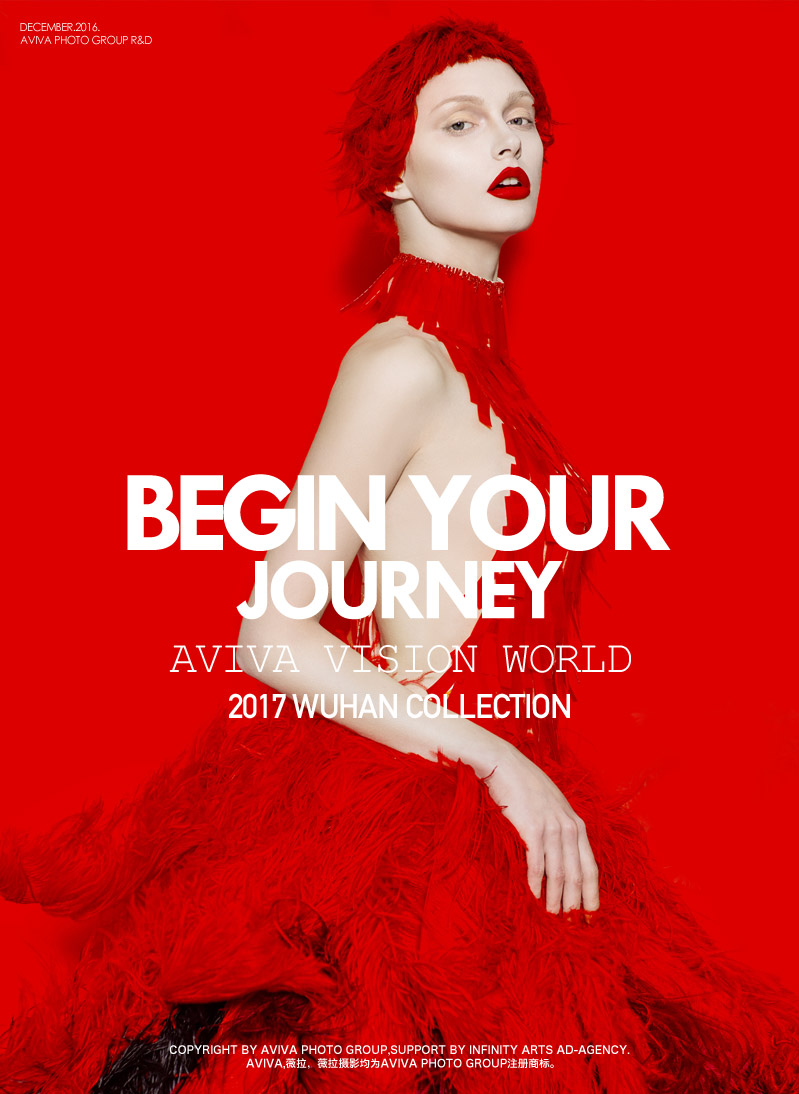 DECEMBER.2016.
AVIVA PHOTO GROUP R&D
BEGIN YOUR
JOURNEY
AVIVA VISION WORLD
2017 WUHAN COLLECTION
COPYRIGHT BY AVIVA PHOTO GROUP,SUPPORT BY INFINITY ARTS AD-AGENCY.
AVIVA,薇拉，薇拉摄影均为AVIVA PHOTO GROUP注册商标。